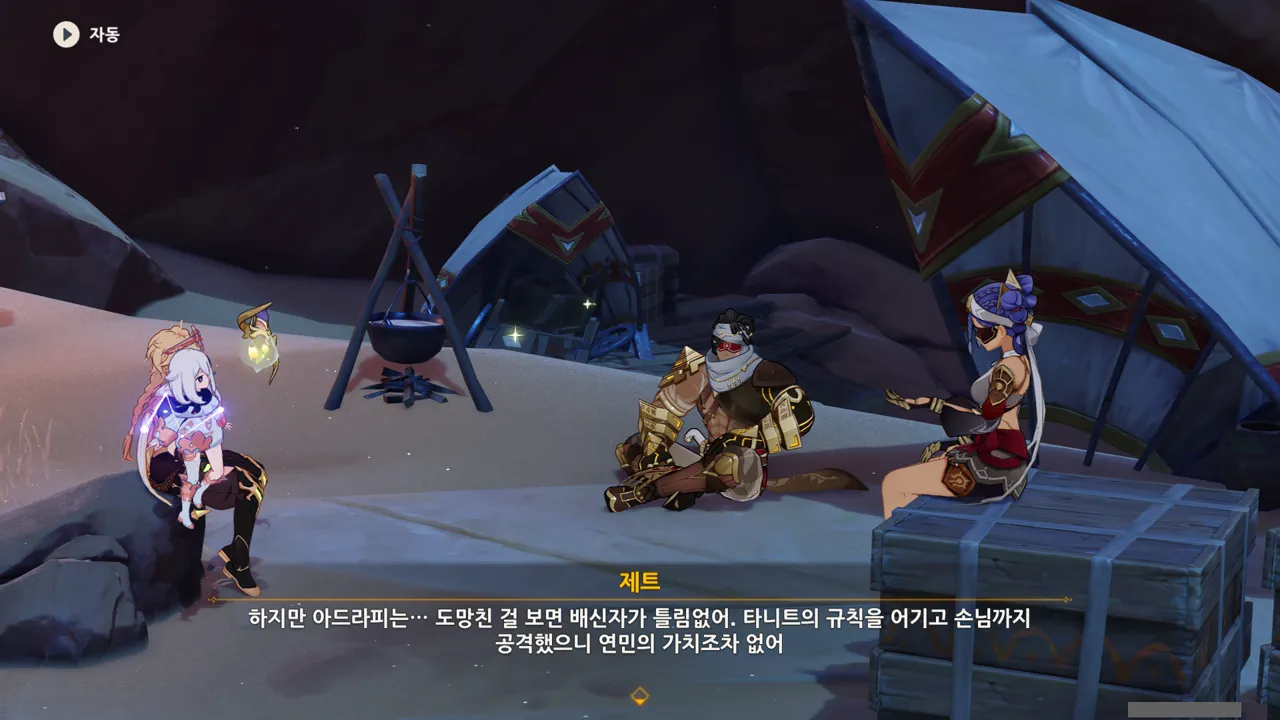 자동
제트
하지만 아드라피는… 도망친 걸 보면 배신자가 틀림없어. 타니트의 규칙을 어기고 손님까지
공격했으니 연민의 가치조차 없어